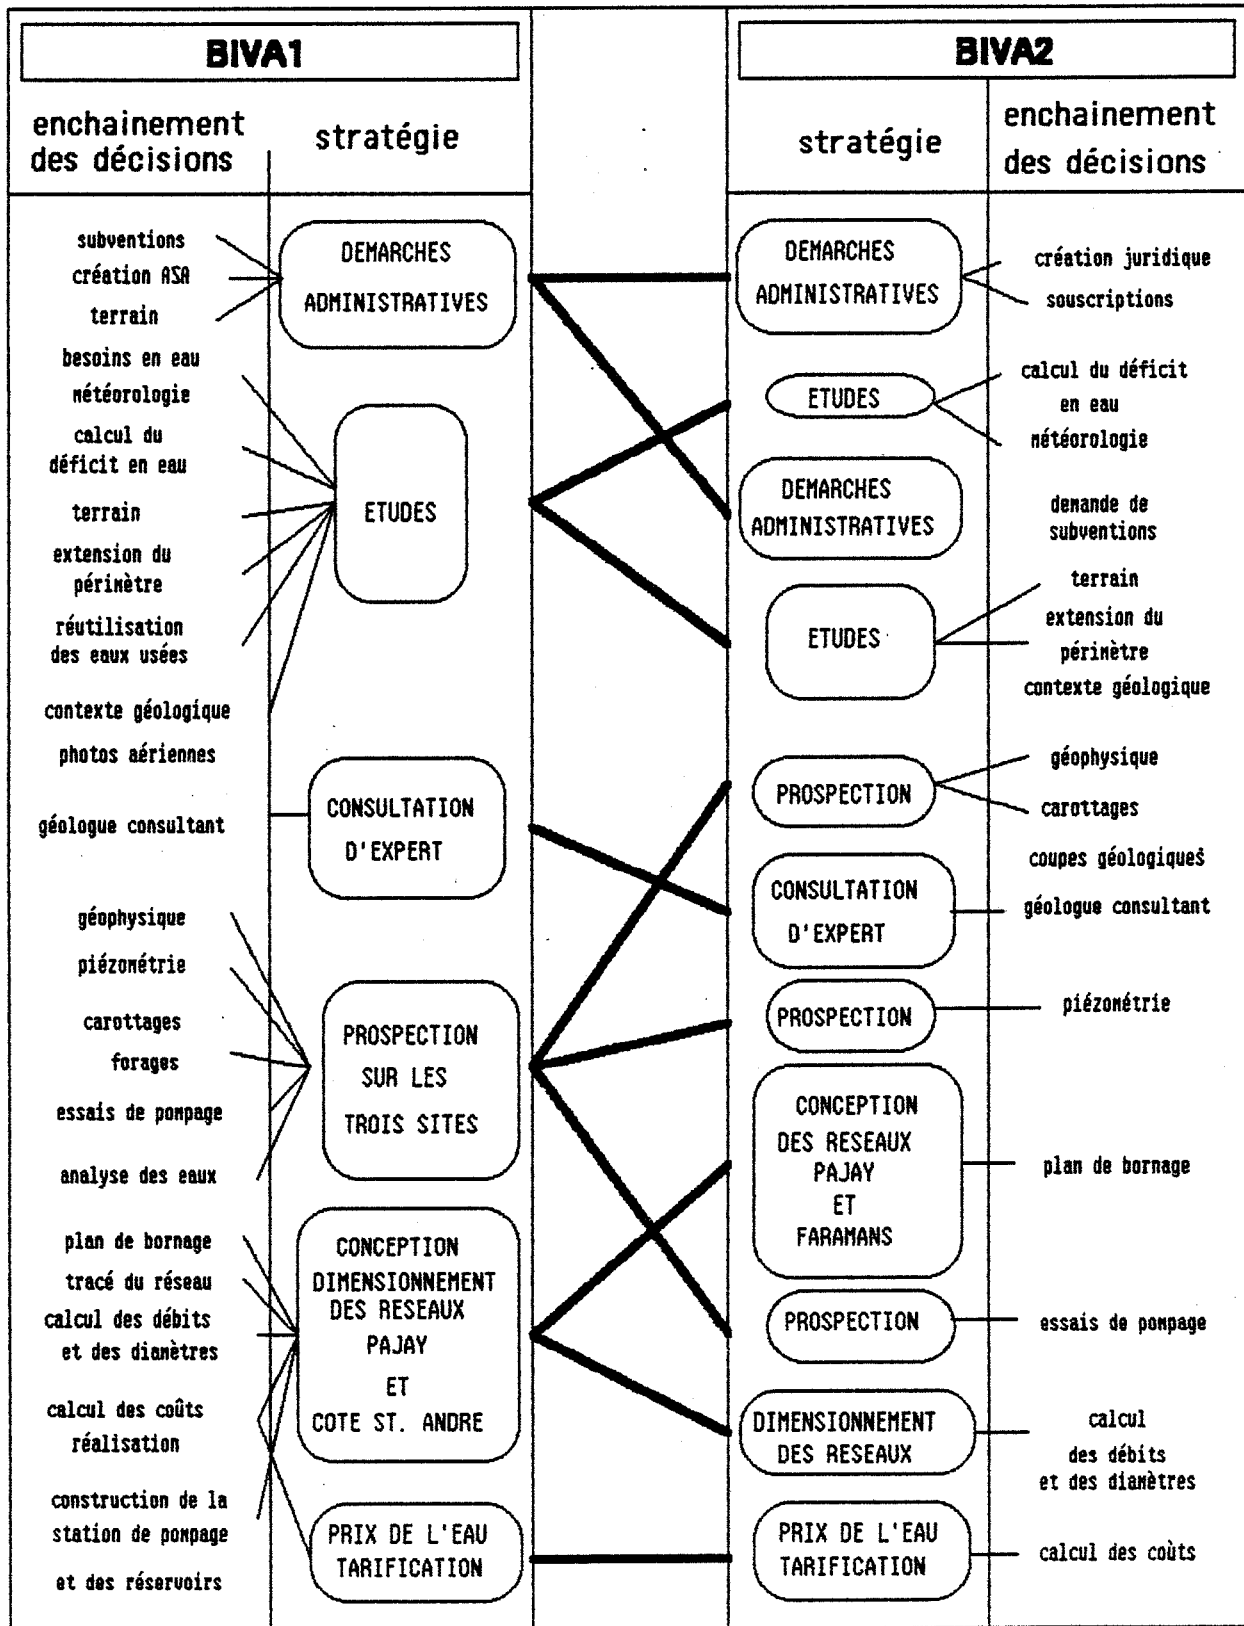 BIVA1
enchainement
des décisions
stratégie
subventions
création ASA
terrain
besoins en eau
météorologie
calcul du
déficit en eau
terrain
extension du
périmètre
réutilisation
des eaux usées
contexte géologique
photos aériennes
géologue consultant
géophysique
piézométrie
carottages
forages
essais de pompage
analyse des eaux
plan de bornage
tracé du réseau
calcul des débits
et des diamètres
calcul des coûts
réalisation
construction de la
station de pompage
et des réservoirs
DEMARCHES
ADMINISTRATIVES
ETUDES
CONSULTATION
D'EXPERT
PROSPECTION
SUR LES
TROIS SITES
CONCEPTION
DIMENSIONNEMENT
DES RESEAUX
PAJAY
ET
COTE ST. ANDRE
PRIX DE L'EAU
TARIFICATION
BIVA2
stratégie
enchainement
des décisions
DEMARCHES
ADMINISTRATIVES
ETUDES
DEMARCHES
ADMINISTRATIVES
ETUDES
PROSPECTION
CONSULTATION
D'EXPERT
PROSPECTION
CONCEPTION
DES RESEAUX
PAJAY
ET
FARAMANS
PROSPECTION
DIMENSIONNEMENT
DES RESEAUX
PRIX DE L'EAU
TARIFICATION
création juridique
souscriptions
calcul du déficit
en eau
météorologie
demande de
subventions
terrain
extension du
périmètre
contexte géologique
géophysique
carottages
coupes géologiques
géologue consultant
piézométrie
plan de bornage
essais de pompage
calcul
des débits
et des diamètres
calcul des coùts